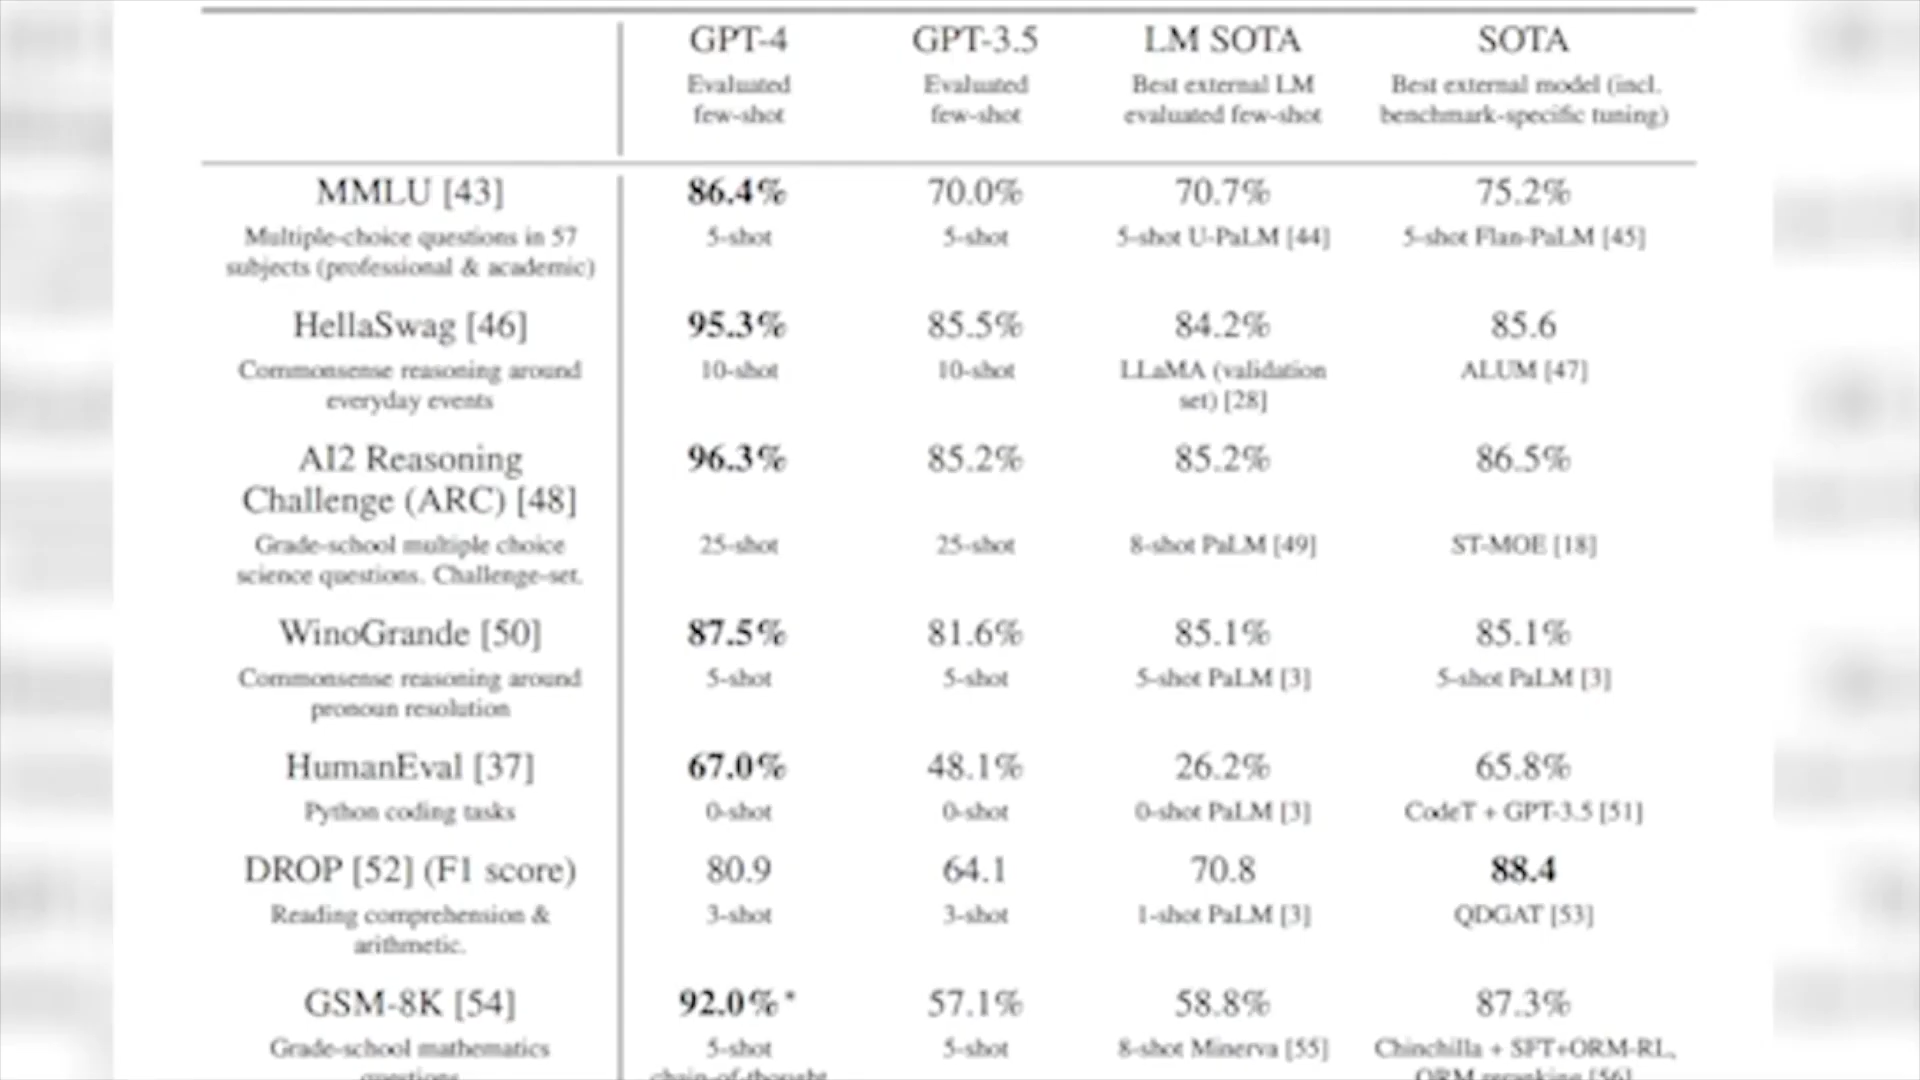 GPT-4 GPT-3.5 LM SOTA SOTA
Evaluated Evaluated Best external LM Best external model (incl.
few-shot few-shot evaluated few-shot benchmark-specific tuning)
MMLU [43] 86.4% 70.0% 70.7% 75.2%
Multiple-choice questions in 57 5-shot 5-shot 5-shot U-PaLM [44] 5-shot Flan-PaLM [45]
subjects (professional & academic)
HellaSwag [46] 95.3% 85.5% 84.2% 85.6
Commonsense reasoning around 10-shot 10-shot LLaMA (validation ALUM [47]
everyday events set) [28]
AI2 Reasoning 96.3% 85.2% 85.2% 86.5%
Challenge (ARC) [48]
Grade-school multiple choice 25-shot 25-shot 8-shot PaLM [49] ST-MOE [18]
science questions. Challenge-set.
WinoGrande [50] 87.5% 81.6% 85.1% 85.1%
Commonsense reasoning around 5-shot 5-shot 5-shot PaLM [3] 5-shot PaLM [3]
pronoun resolution
HumanEval [37] 67.0% 48.1% 26.2% 65.8%
Python coding tasks 0-shot 0-shot 0-shot PaLM [3] CodeT + GPT-3.5 [51]
DROP [52] (F1 score) 80.9 64.1 70.8 88.4
Reading comprehension & 3-shot 3-shot 1-shot PaLM [3] QDGAT [53]
arithmetic.
GSM-8K [54] 92.0%* 57.1% 58.8% 87.3%
Grade-school mathematics 5-shot 5-shot 8-shot Minerva [55] Chinchilla + SFT+ORM-RL,
questions chain-of-thought ORM reranking [56]